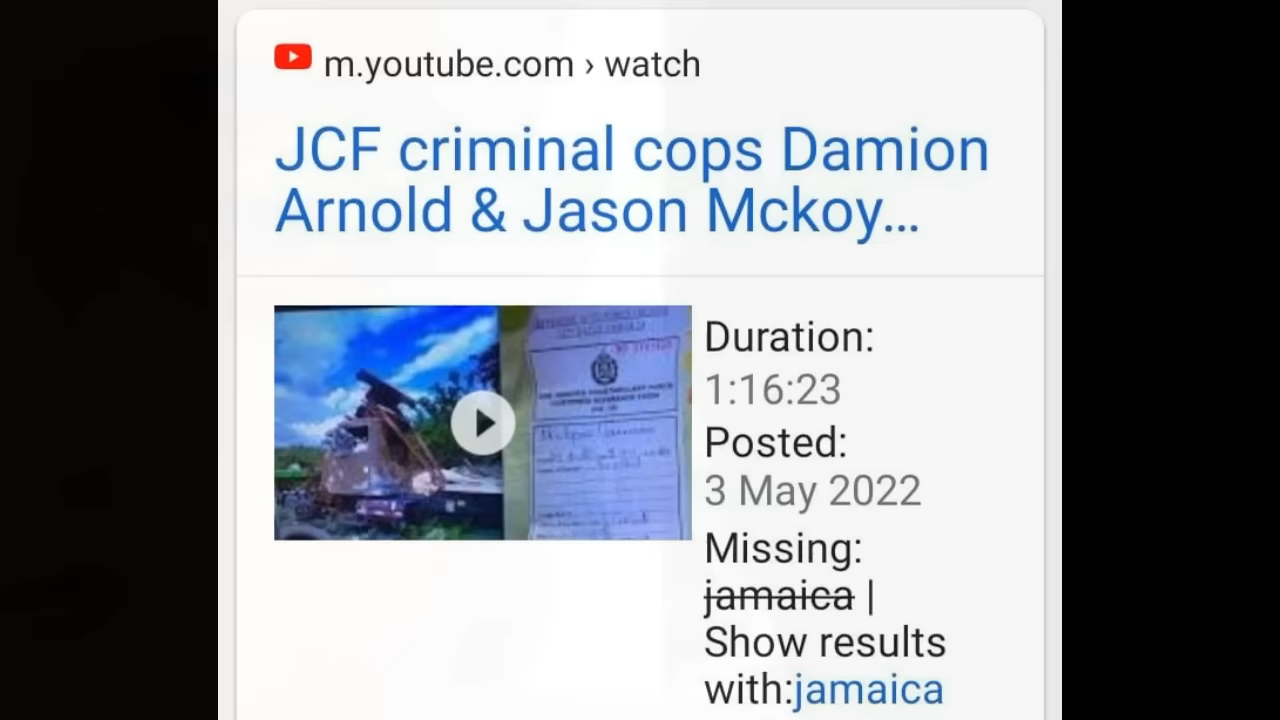 m.youtube.com › watch
JCF criminal cops Damion
Arnold & Jason Mckoy...
Duration:
1:16:23
Posted:
3 May 2022
Missing:
jamaica |
Show results
with:jamaica